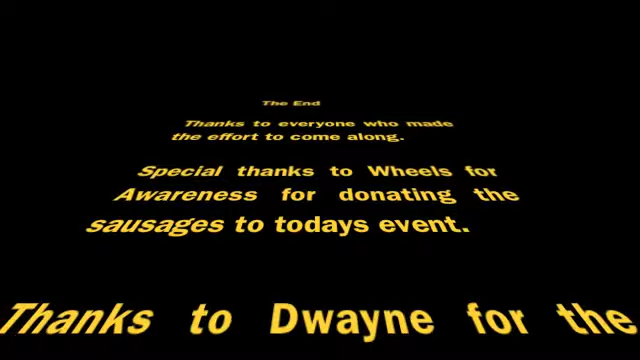 The End
Thanks to everyone who made
the effort to come along.
Special thanks to Wheels for
Awareness for donating the
sausages to todays event.
Thanks to Dwayne for the